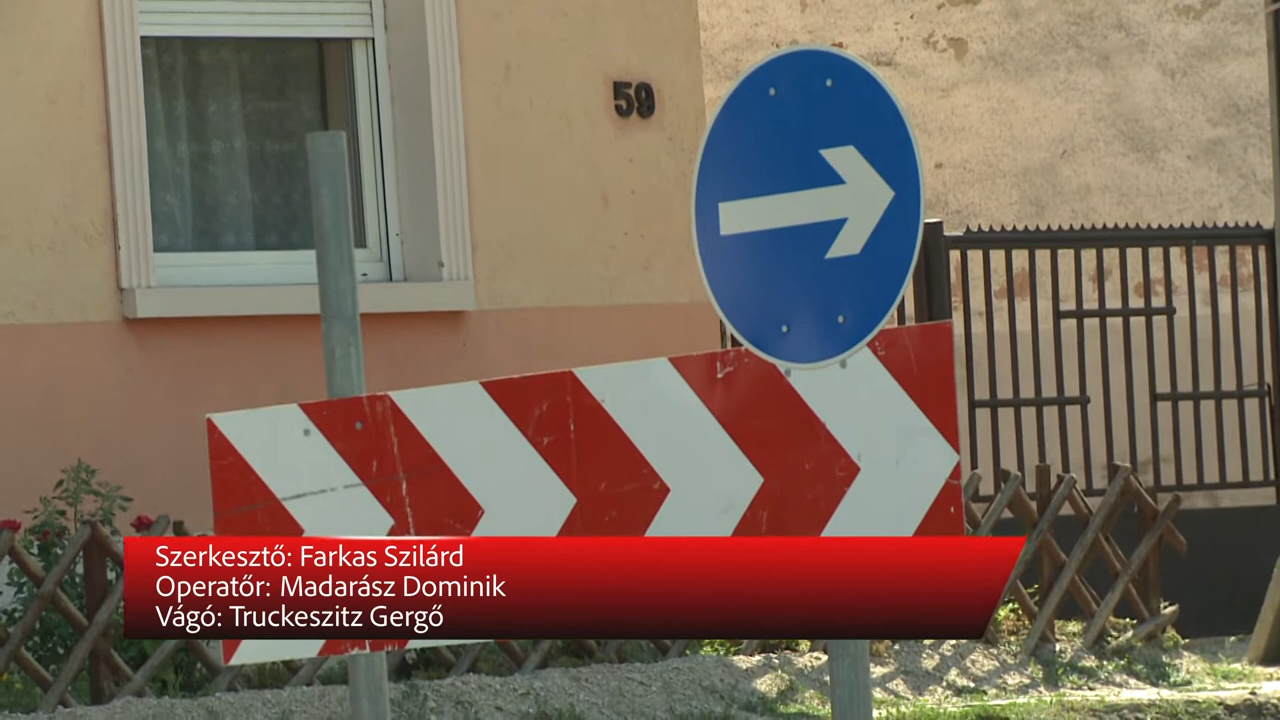 59
Szerkesztő: Farkas Szilárd
Operatőr: Madarász Dominik
Vágó: Truckeszitz Gergő